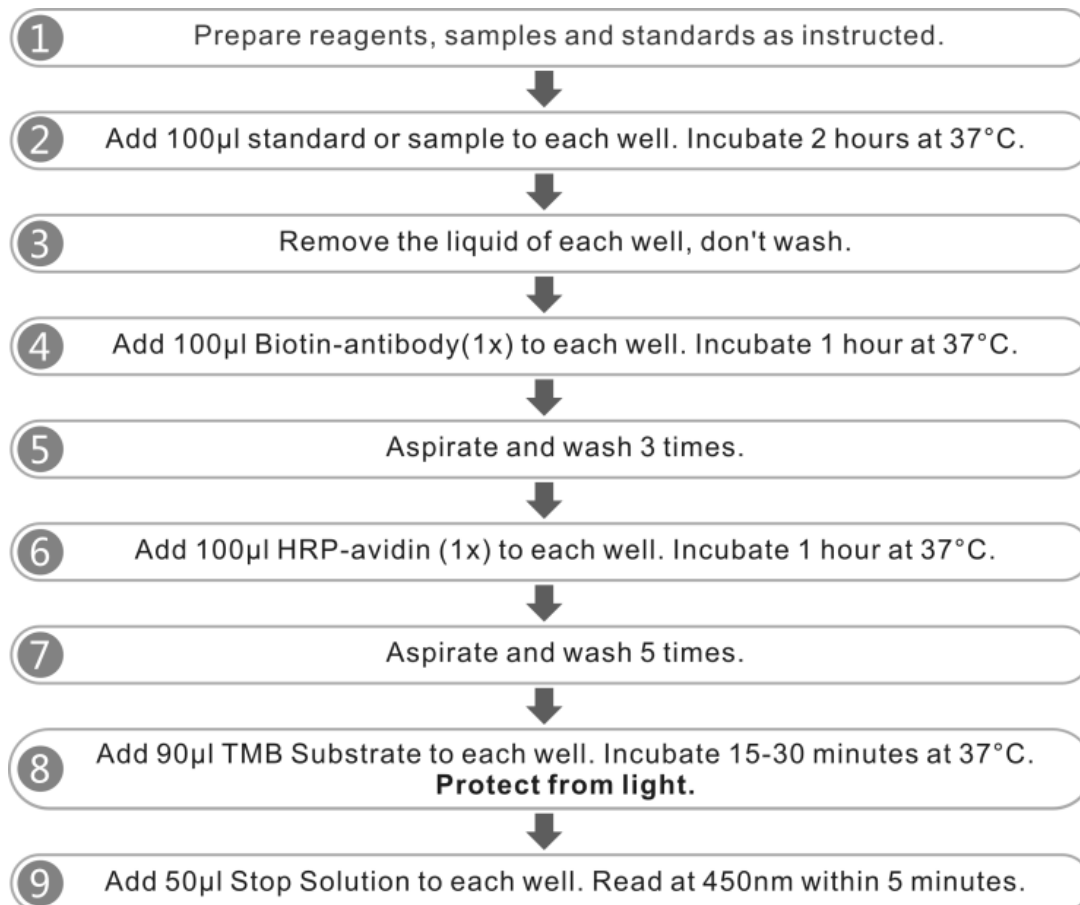 1 Prepare reagents, samples and standards as instructed.
2 Add 100µl standard or sample to each well. Incubate 2 hours at 37°C.
3 Remove the liquid of each well, don't wash.
4 Add 100µl Biotin-antibody(1x) to each well. Incubate 1 hour at 37°C.
5 Aspirate and wash 3 times.
6 Add 100µl HRP-avidin (1x) to each well. Incubate 1 hour at 37°C.
7 Aspirate and wash 5 times.
8 Add 90µl TMB Substrate to each well. Incubate 15-30 minutes at 37°C.
Protect from light.
9 Add 50µl Stop Solution to each well. Read at 450nm within 5 minutes.